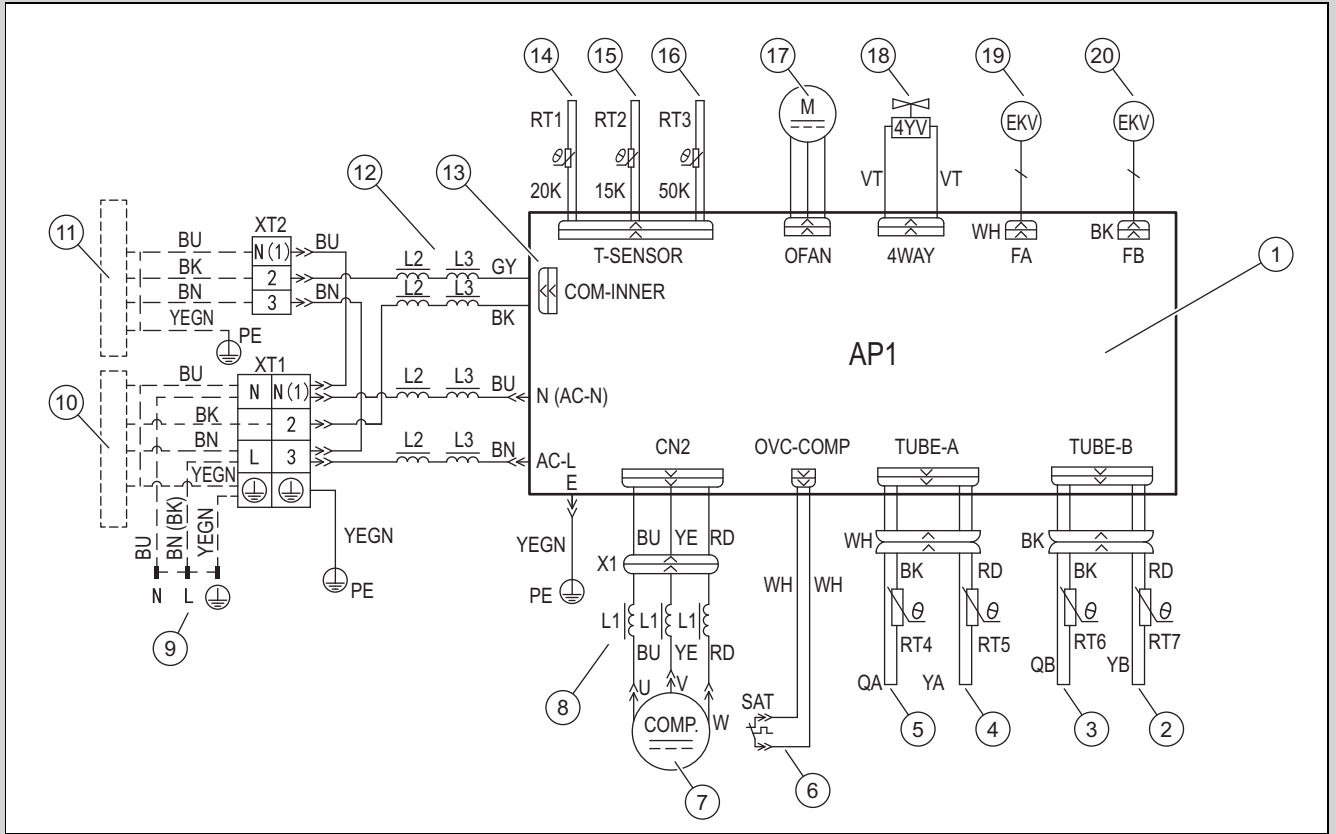 14 15 16 17 18 19 20
RT1 RT2 RT3 M 4YV EKV EKV
20K 15K 50K VT VT
12 13
11 XT2
BU N(1) BU
BK 2 L2 L3 GY
BN 3 BN L2 L3 BK
YEGN PE
T-SENSOR OFAN 4WAY WH FA BK FB
COM-INNER
1
AP1
XT1
10 BU N N(1) L2 L3 BU N (AC-N)
BK 2
BN L 3 L2 L3 BN AC-L
YEGN
E
CN2 OVC-COMP TUBE-A TUBE-B
BU BN (BK) YEGN
YEGN PE
YEGN PE
N L
9
BU YE RD
X1
L1 L1 L1
BU YE RD
8
U V W
COMP.
7
WH WH
SAT
6
WH BK
BK RD BK RD
θ θ θ θ θ θ θ
RT4 RT5 RT6 RT7
QA YA QB YB
5 4 3 2